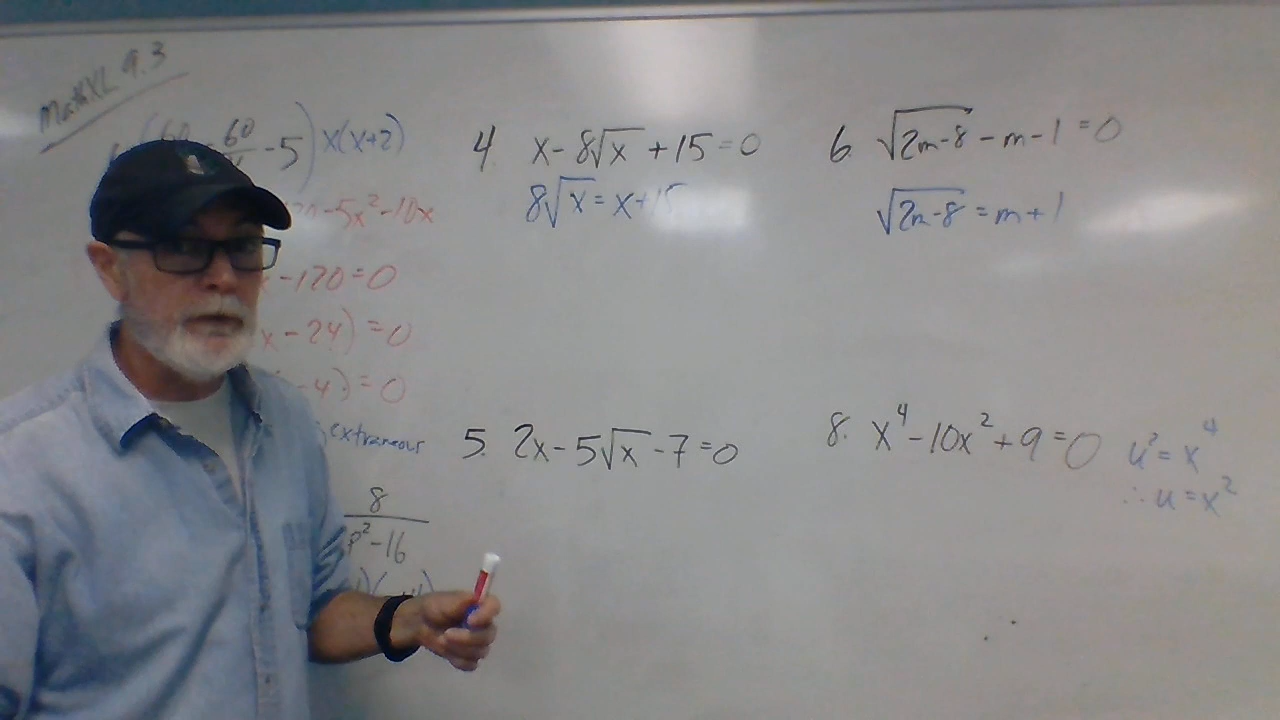 MathXL 9.3
60
-5) x(x+2)
-5x²-10x
-120=0
x-24)=0
-4)=0
extraneous
8
p²-16
4 x-8√x+15=0
8√x=x+15
5. 2x-5√x-7=0
6. √2m-8-m-1=0
√2m-8=m+1
8. x⁴-10x²+9=0
u²=x⁴
∴u=x²